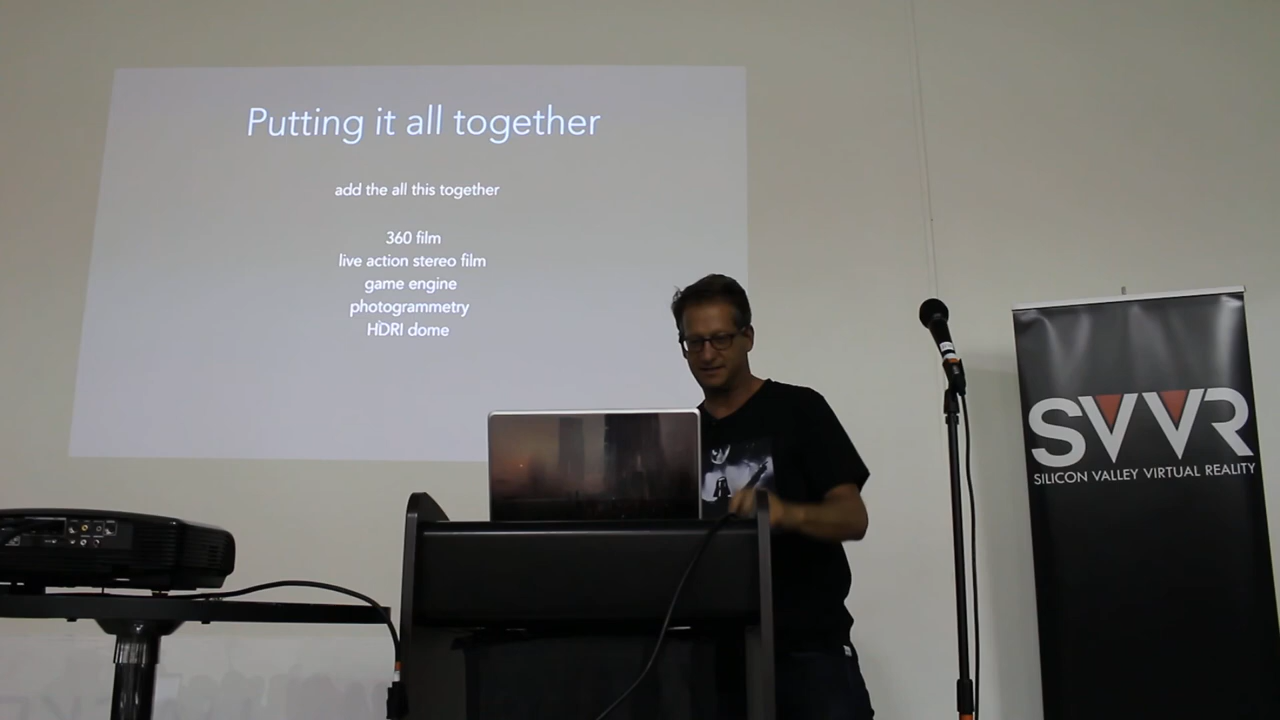 Putting it all together
add the all this together
360 film
live action stereo film
game engine
photogrammetry
HDRI dome
SVVR
SILICON VALLEY VIRTUAL REALITY